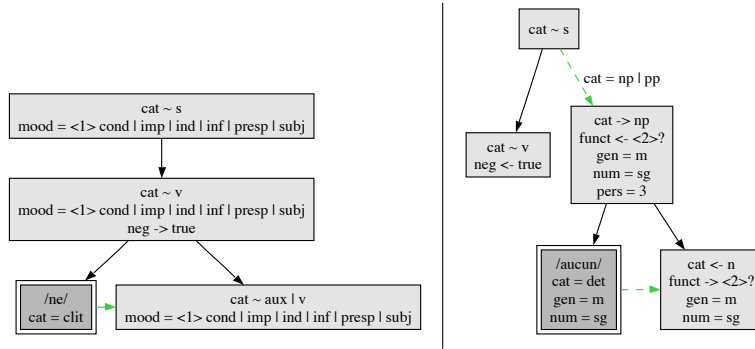 cat ~ s
mood = <1> cond | imp | ind | inf | presp | subj
cat ~ v
mood = <1> cond | imp | ind | inf | presp | subj
neg -> true
/ne/
cat = clit
cat ~ aux | v
mood = <1> cond | imp | ind | inf | presp | subj
cat ~ s
cat = np | pp
cat ~ v
neg <- true
cat -> np
funct <- <2>?
gen = m
num = sg
pers = 3
/aucun/
cat = det
gen = m
num = sg
cat <- n
funct -> <2>?
gen = m
num = sg